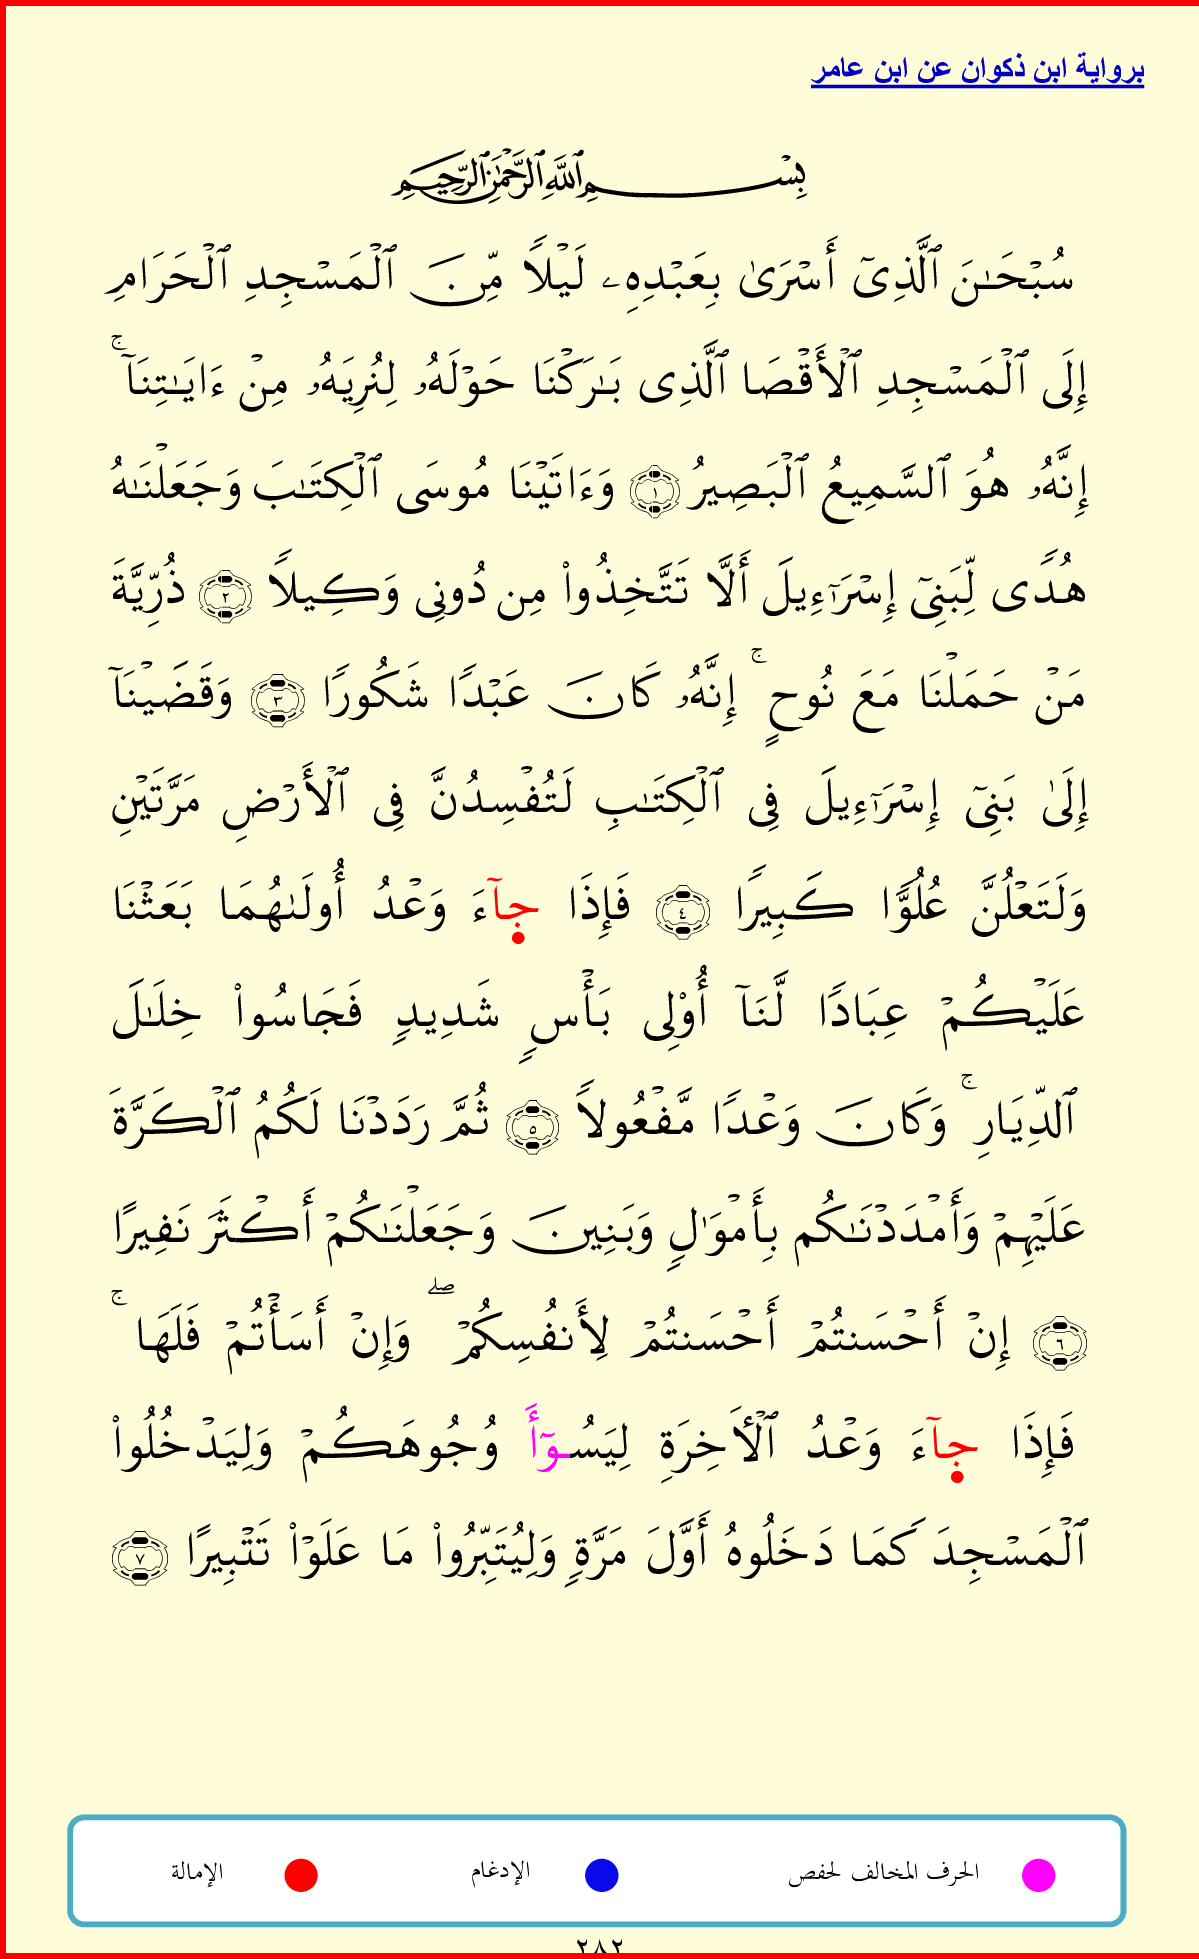 برواية ابن ذكوان عن ابن عامر
بِسْمِ ٱللَّهِ ٱلرَّحْمَٰنِ ٱلرَّحِيمِ
سُبْحَٰنَ ٱلَّذِىٓ أَسْرَىٰ بِعَبْدِهِۦ لَيْلًا مِّنَ ٱلْمَسْجِدِ ٱلْحَرَامِ
إِلَى ٱلْمَسْجِدِ ٱلْأَقْصَا ٱلَّذِى بَٰرَكْنَا حَوْلَهُۥ لِنُرِيَهُۥ مِنْ ءَايَٰتِنَآ ۚ
إِنَّهُۥ هُوَ ٱلسَّمِيعُ ٱلْبَصِيرُ ١ وَءَاتَيْنَا مُوسَى ٱلْكِتَٰبَ وَجَعَلْنَٰهُ
هُدًى لِّبَنِىٓ إِسْرَٰٓءِيلَ أَلَّا تَتَّخِذُوا۟ مِن دُونِى وَكِيلًا ٢ ذُرِّيَّةَ
مَنْ حَمَلْنَا مَعَ نُوحٍ ۚ إِنَّهُۥ كَانَ عَبْدًا شَكُورًا ٣ وَقَضَيْنَآ
إِلَىٰ بَنِىٓ إِسْرَٰٓءِيلَ فِى ٱلْكِتَٰبِ لَتُفْسِدُنَّ فِى ٱلْأَرْضِ مَرَّتَيْنِ
وَلَتَعْلُنَّ عُلُوًّا كَبِيرًا ٤ فَإِذَا جَآءَ وَعْدُ أُولَىٰهُمَا بَعَثْنَا
عَلَيْكُمْ عِبَادًا لَّنَآ أُو۟لِى بَأْسٍ شَدِيدٍ فَجَاسُوا۟ خِلَٰلَ
ٱلدِّيَارِ ۚ وَكَانَ وَعْدًا مَّفْعُولًا ٥ ثُمَّ رَدَدْنَا لَكُمُ ٱلْكَرَّةَ
عَلَيْهِمْ وَأَمْدَدْنَٰكُم بِأَمْوَٰلٍ وَبَنِينَ وَجَعَلْنَٰكُمْ أَكْثَرَ نَفِيرًا
٦ إِنْ أَحْسَنتُمْ أَحْسَنتُمْ لِأَنفُسِكُمْ ۖ وَإِنْ أَسَأْتُمْ فَلَهَا ۚ
فَإِذَا جَآءَ وَعْدُ ٱلْأَخِرَةِ لِيَسُـوٓأَ وُجُوهَكُمْ وَلِيَدْخُلُوا۟
ٱلْمَسْجِدَ كَمَا دَخَلُوهُ أَوَّلَ مَرَّةٍ وَلِيُتَبِّرُوا۟ مَا عَلَوْا۟ تَتْبِيرًا ٧
الحرف المخالف لحفص الإدغام الإمالة
٢٨٢